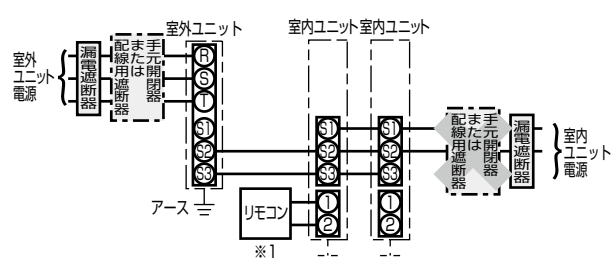 室外
ユニット
電源
漏電遮断器
手元開閉器
または
配線用遮断器
室外ユニット
R
S
T
S1
S2
S3
アース
リモコン
※1
室内ユニット
S1
S2
S3
1
2
室内ユニット
S1
S2
S3
1
2
手元開閉器
または
配線用遮断器
漏電遮断器
室内
ユニット
電源